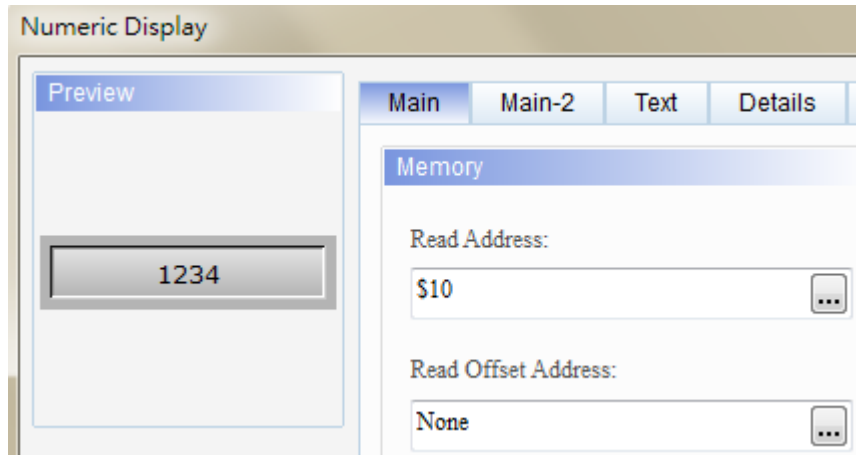 Numeric Display
Preview
1234
Main Main-2 Text Details
Memory
Read Address:
$10
...
Read Offset Address:
None
...